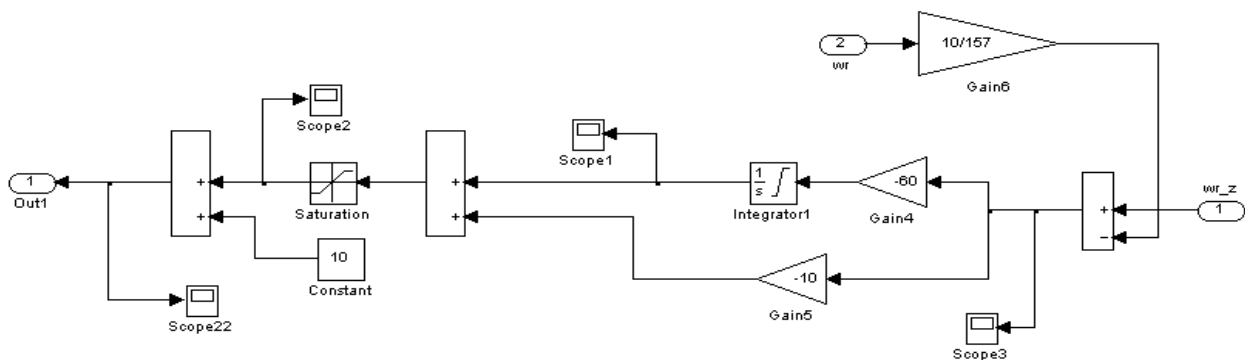 2
wr
10/157
Gain6
Scope2
Scope1
1
Out1
+
+
Saturation
+
+
1
s
Integrator1
-60
Gain4
+
−
wr_z
1
10
Constant
-10
Gain5
Scope22
Scope3